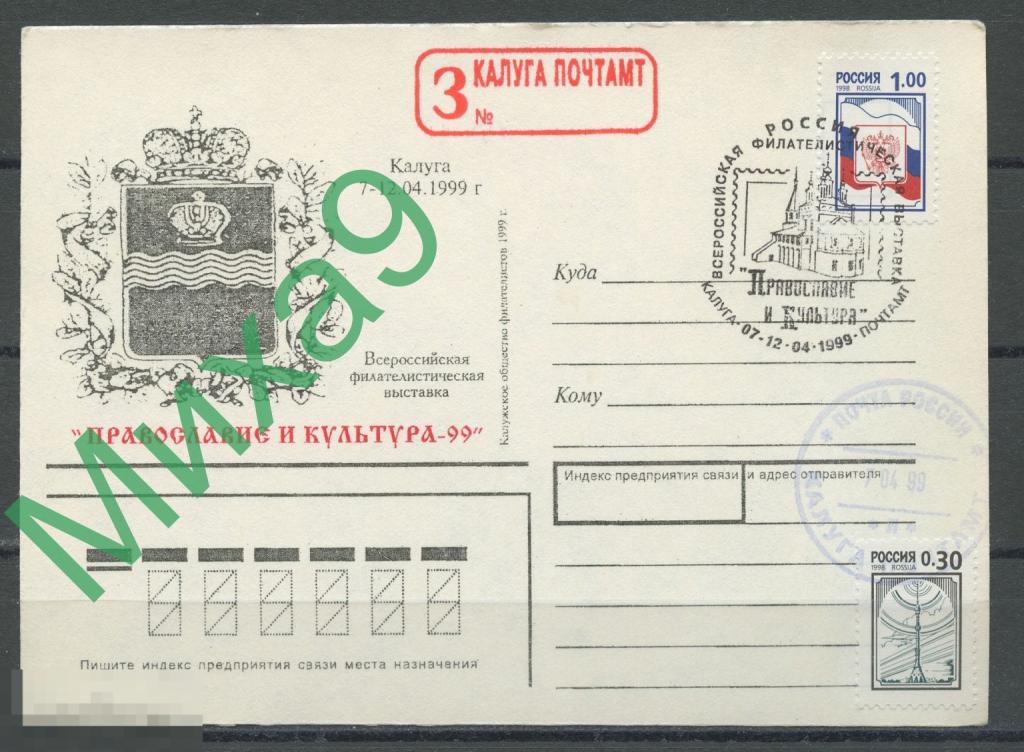 З КАЛУГА ПОЧТАМТ
№
РОССИЯ 1.00
1998 ROSSIJA
Калуга
7-12.04.1999 г
РОССИЯ
ВСЕРОССИЙСКАЯ ФИЛАТЕЛИСТИЧЕСКАЯ ВЫСТАВКА
"Православие
и Культура"
КАЛУГА-07-12-04-1999-ПОЧТАМТ
Калужское общество филателистов 1999 г.
Куда
Всероссийская
филателистическая
выставка
"ПРАВОСЛАВИЕ И КУЛЬТУРА-99"
Кому
ПОЧТА РОССИИ
04 99
* И *
КАЛУГА
Индекс предприятия связи и адрес отправителя
РОССИЯ 0.30
1998 ROSSIJA
Пишите индекс предприятия связи места назначения
Миха9